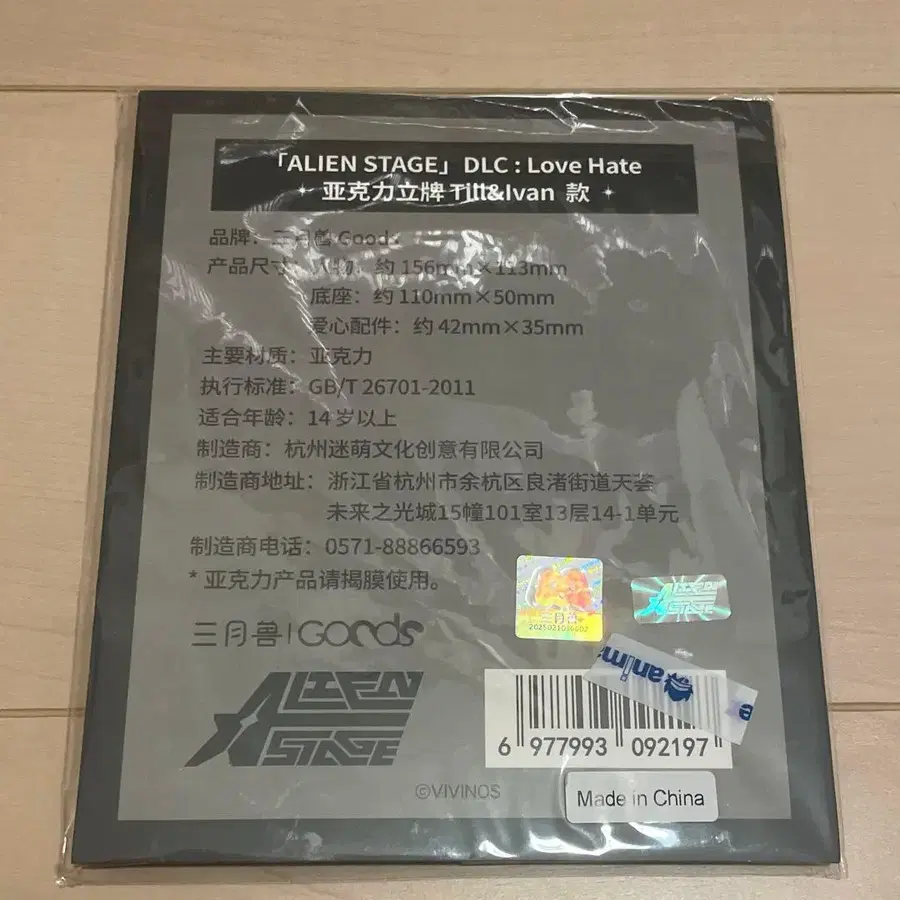 「ALIEN STAGE」DLC : Love Hate
亚克力立牌 Till&Ivan 款
品牌：三月兽 Goods
产品尺寸：人物：约 156mm×113mm
底座：约 110mm×50mm
爱心配件：约 42mm×35mm
主要材质：亚克力
执行标准：GB/T 26701-2011
适合年龄：14 岁以上
制造商：杭州迷萌文化创意有限公司
制造商地址：浙江省杭州市余杭区良渚街道天荟
未来之光城15幢101室13层14-1单元
制造商电话：0571-88866593
*亚克力产品请揭膜使用。
三月兽
ALIEN STAGE
三月兽|Goods
ALIEN STAGE
anim
a
6 977993 092197
©VIVINOS
Made in China